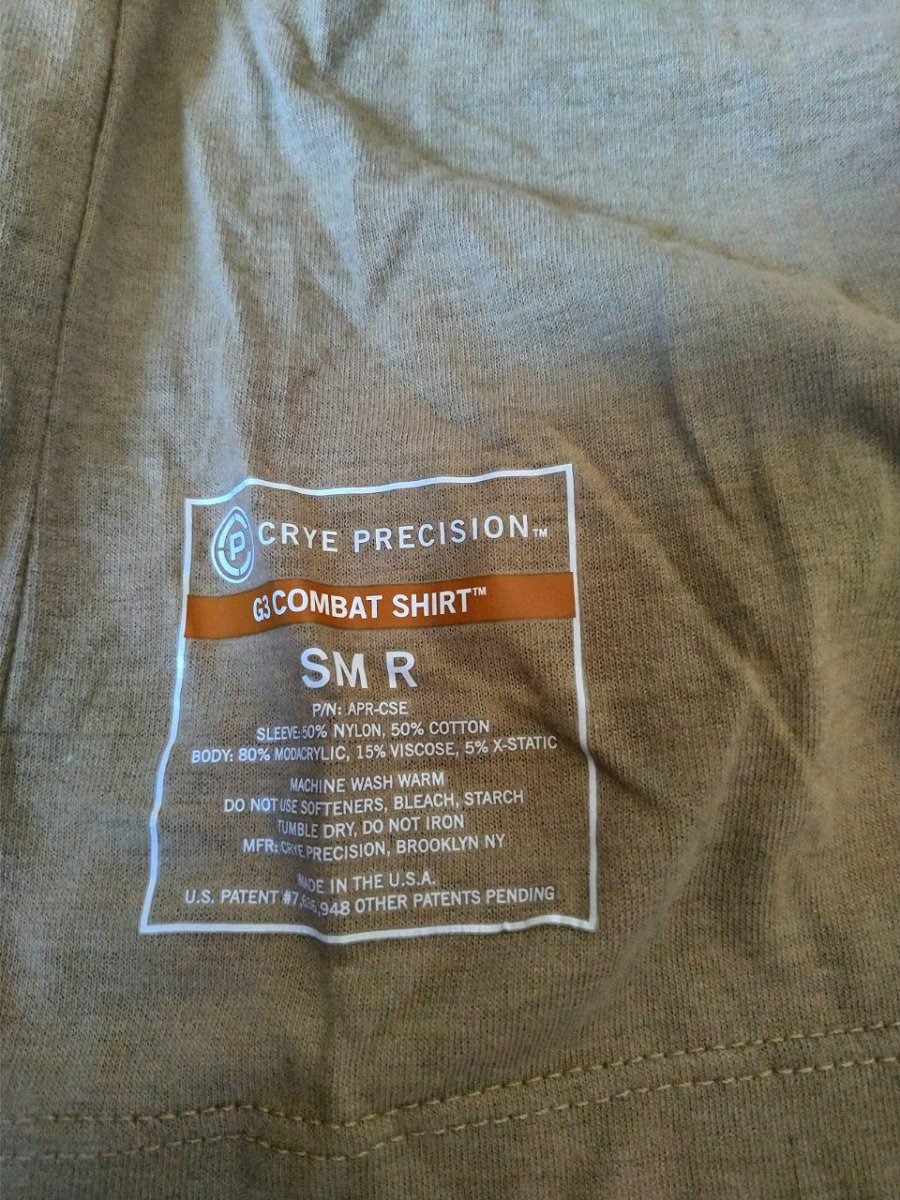 P
CRYE PRECISION™
G3 COMBAT SHIRT™
SM R
P/N: APR-CSE
SLEEVE: 50% NYLON, 50% COTTON
BODY: 80% MODACRYLIC, 15% VISCOSE, 5% X-STATIC
MACHINE WASH WARM
DO NOT USE SOFTENERS, BLEACH, STARCH
TUMBLE DRY, DO NOT IRON
MFR: CRYE PRECISION, BROOKLYN NY
MADE IN THE U.S.A.
U.S. PATENT OTHER PATENTS PENDING